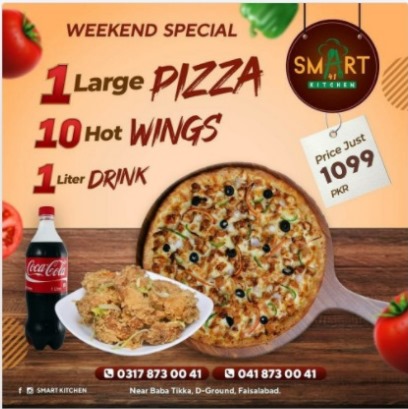 WEEKEND SPECIAL
SMART
KITCHEN
1 Large PIZZA
10 Hot WINGS
1 Liter DRINK
Price Just
1099
PKR
Coca-Cola
0317 873 00 41
041 873 00 41
SMART KITCHEN
Near Baba Tikka, D-Ground, Faisalabad.